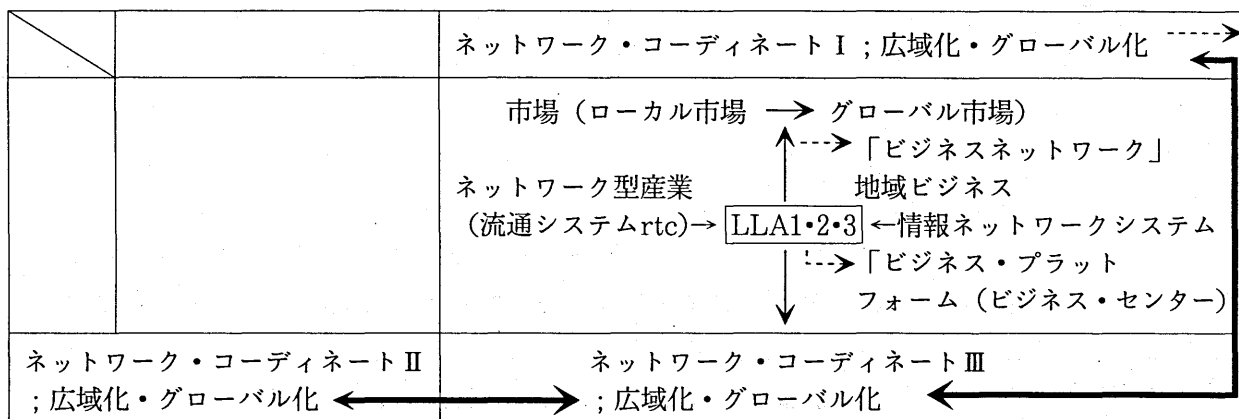 ネットワーク・コーディネートⅠ；広域化・グローバル化
市場（ローカル市場 → グローバル市場）
「ビジネスネットワーク」
ネットワーク型産業 地域ビジネス
（流通システムrtc）→ LLA1・2・3 ←情報ネットワークシステム
「ビジネス・プラット
フォーム（ビジネス・センター）
ネットワーク・コーディネートⅡ
；広域化・グローバル化
ネットワーク・コーディネートⅢ
；広域化・グローバル化